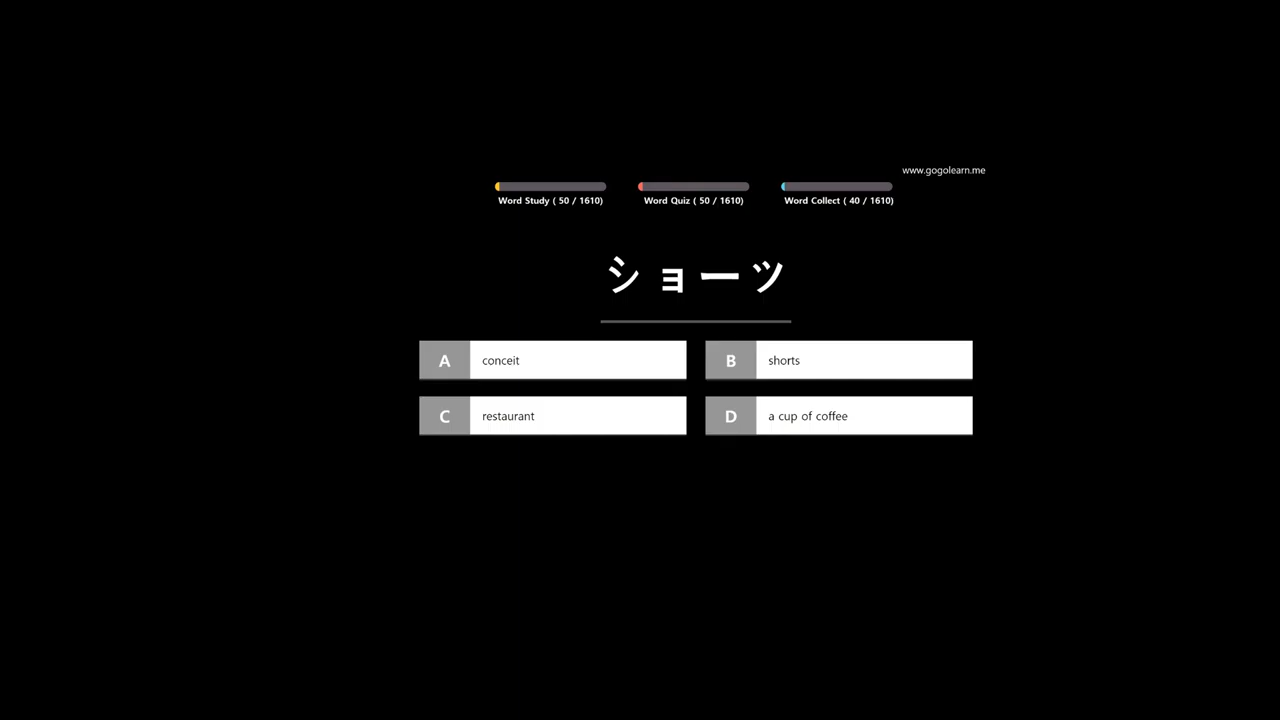 www.gogolearn.me
Word Study ( 50 / 1610)
Word Quiz ( 50 / 1610)
Word Collect ( 40 / 1610)
ショーツ
A conceit
B shorts
C restaurant
D a cup of coffee